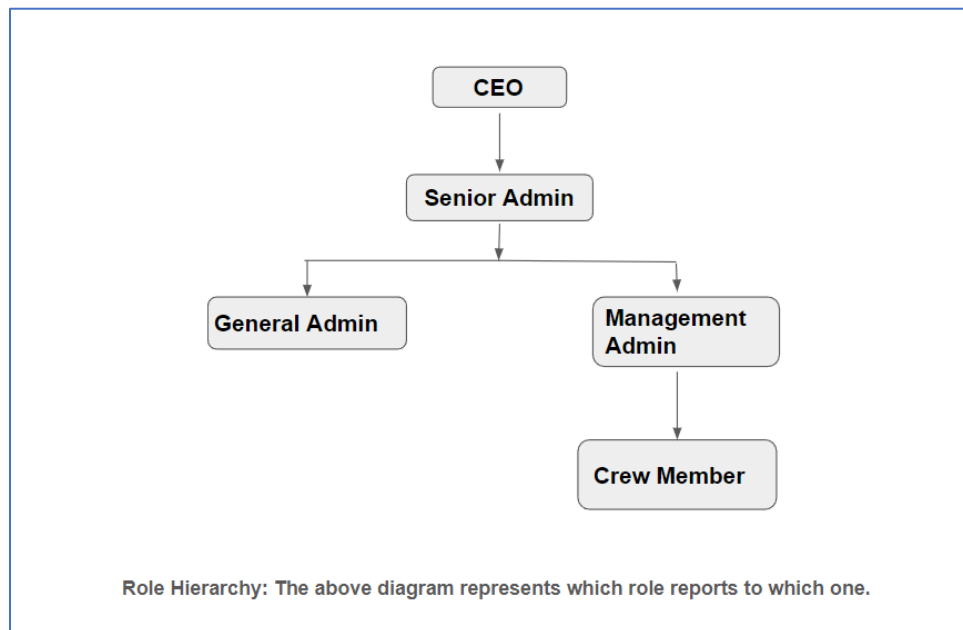 CEO
Senior Admin
General Admin
Management
Admin
Crew Member
Role Hierarchy: The above diagram represents which role reports to which one.